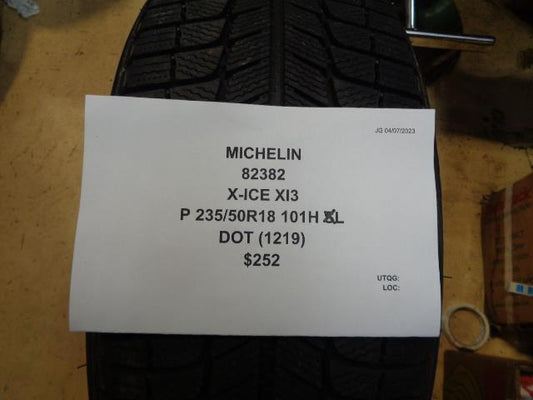 JG 04/07/2023
MICHELIN
82382
X-ICE XI3
P 235/50R18 101H XL
DOT (1219)
$252
UTQG:
LOC: